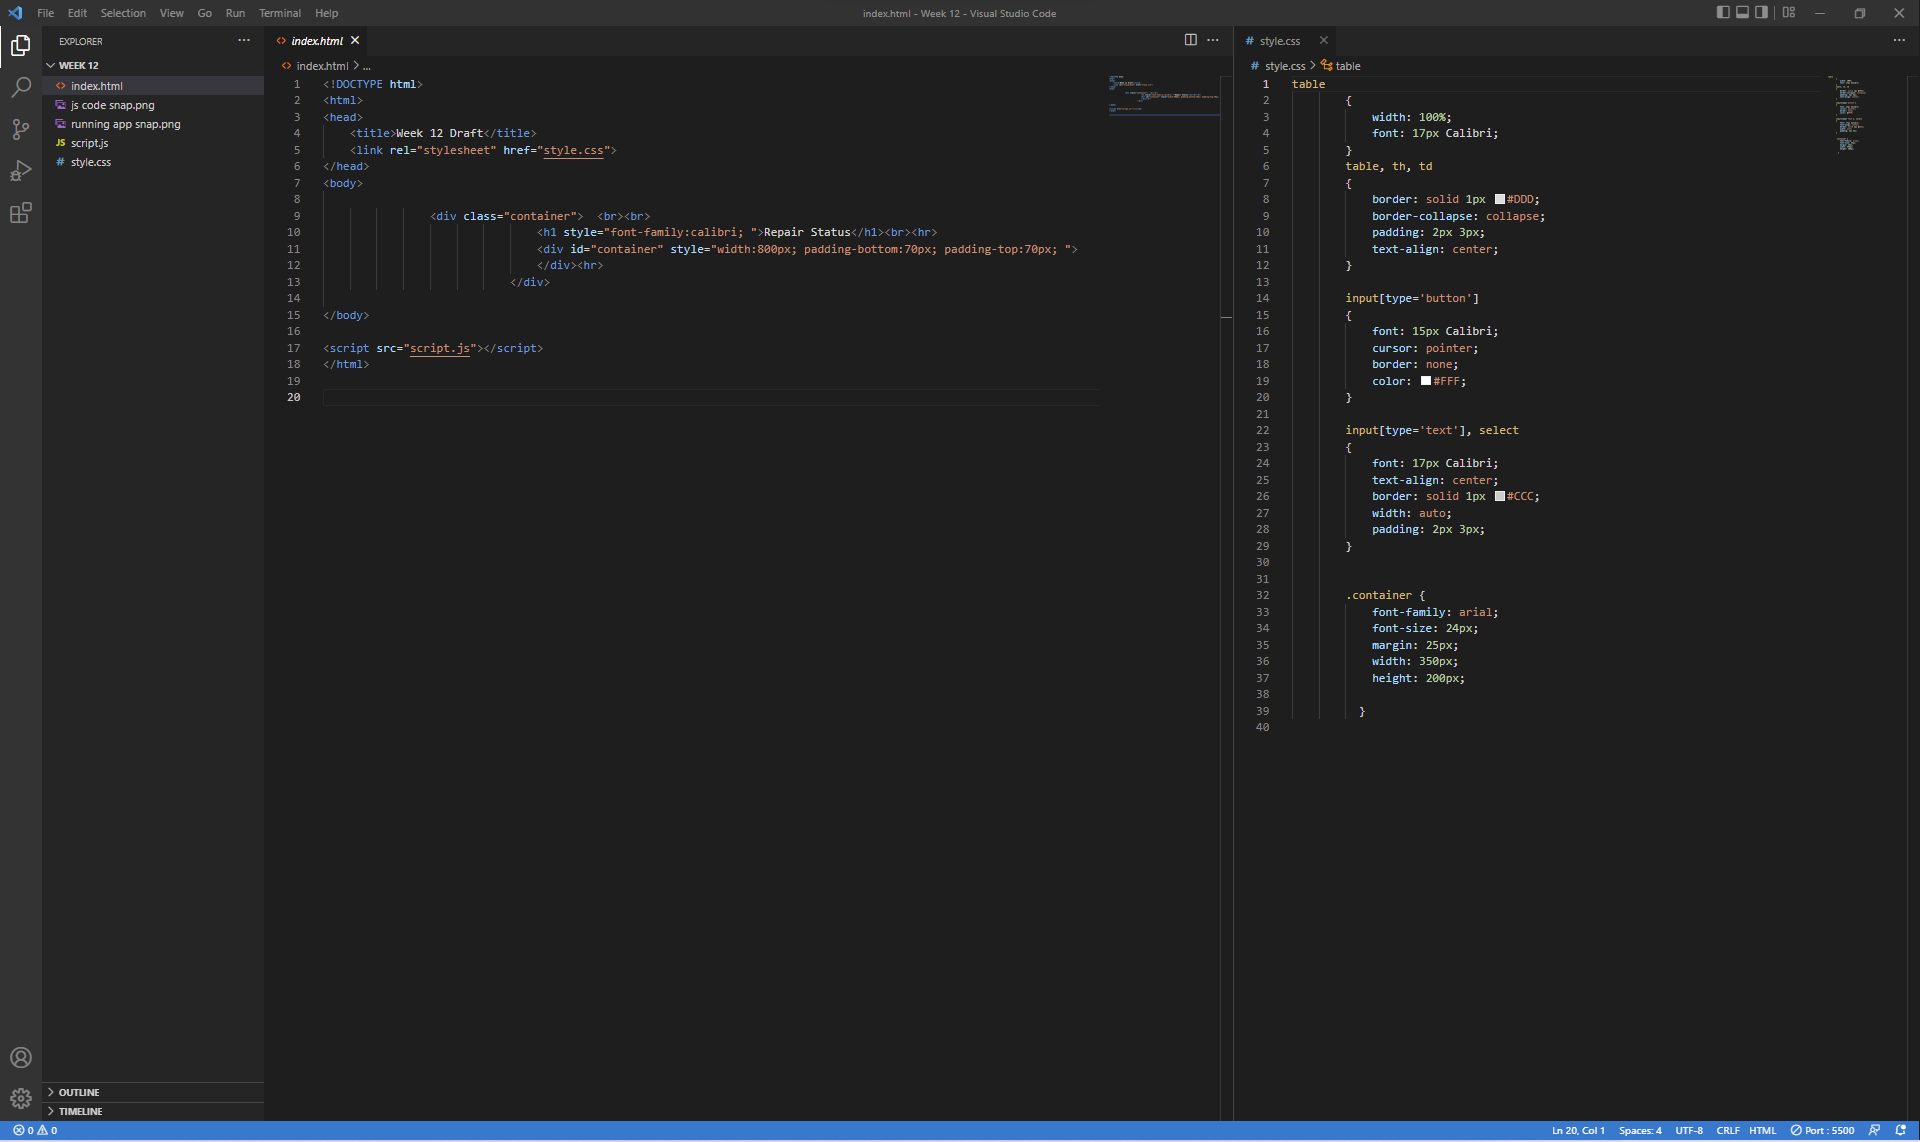 File Edit Selection View Go Run Terminal Help
index.html - Week 12 - Visual Studio Code
EXPLORER
WEEK 12
index.html
js code snap.png
running app snap.png
JS script.js
# style.css
OUTLINE
TIMELINE
<> index.html
<> index.html > ...
1 <!DOCTYPE html>
2 <html>
3 <head>
4 <title>Week 12 Draft</title>
5 <link rel="stylesheet" href="style.css">
6 </head>
7 <body>
8
9 <div class="container"> <br><br>
10 <h1 style="font-family:calibri; ">Repair Status</h1><br><hr>
11 <div id="container" style="width:800px; padding-bottom:70px; padding-top:70px; ">
12 </div><hr>
13 </div>
14
15 </body>
16
17 <script src="script.js"></script>
18 </html>
19
20
# style.css
# style.css > table
1 table
2 {
3 width: 100%;
4 font: 17px Calibri;
5 }
6 table, th, td
7 {
8 border: solid 1px #DDD;
9 border-collapse: collapse;
10 padding: 2px 3px;
11 text-align: center;
12 }
13
14 input[type='button']
15 {
16 font: 15px Calibri;
17 cursor: pointer;
18 border: none;
19 color: #FFF;
20 }
21
22 input[type='text'], select
23 {
24 font: 17px Calibri;
25 text-align: center;
26 border: solid 1px #CCC;
27 width: auto;
28 padding: 2px 3px;
29 }
30
31
32 .container {
33 font-family: arial;
34 font-size: 24px;
35 margin: 25px;
36 width: 350px;
37 height: 200px;
38
39 }
40
0 0
Ln 20, Col 1 Spaces: 4 UTF-8 CRLF HTML Port : 5500